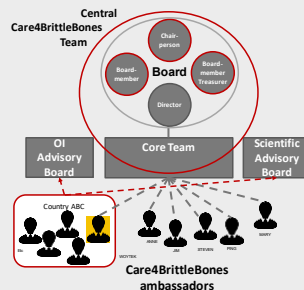 Central
Care4BrittleBones
Team
Chair-
person
Board-
member
Board
Board-
member
Treasurer
Director
OI
Advisory
Board
Core Team
Scientific
Advisory
Board
Country ABC
ANNE
JIM
STEVEN
PING
MARY
WOYTEK
Care4BrittleBones
ambassadors